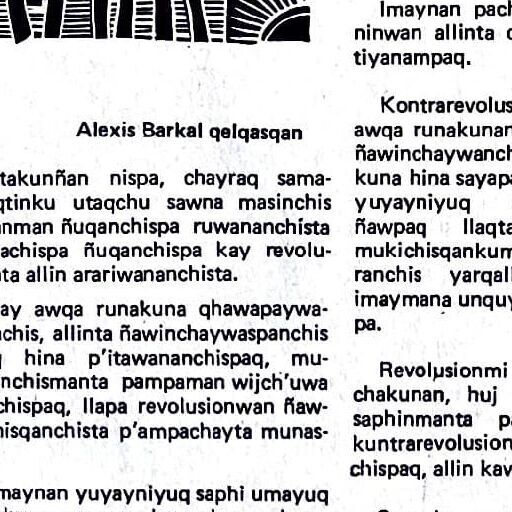 Alexis Barkal qelqasqan
takunñan nispa, chayraq sama-
qtinku utaqchu sawna masinchis
nman ñuqanchispa ruwananchista
achispa ñuqanchispa kay revolu-
ta allin arariwananchista.
ay awqa runakuna qhawapaywa-
chis, allinta ñawinchaywaspanchis
hina p'itawananchispaq, mu-
nchismanta pampaman wijch'uwa
chispaq, llapa revolusionwan ñaw-
nisqanchista p'ampachayta munas-
maynan yuyayniyuq saphi umayuq
Imaynan pach
ninwan allinta
tiyanampaq.
Kontrarevolus
awqa runakunan
ñawinchaywanch
kuna hina sayapa
yuyayniyuq
ñawpaq llaqta
mukichisqankum
ranchis yarqall
imaymana unquy
pa.
Revolusionmi
chakunan, huj
saphinmanta pa
kuntrarevolusion
chispaq, allin kaw